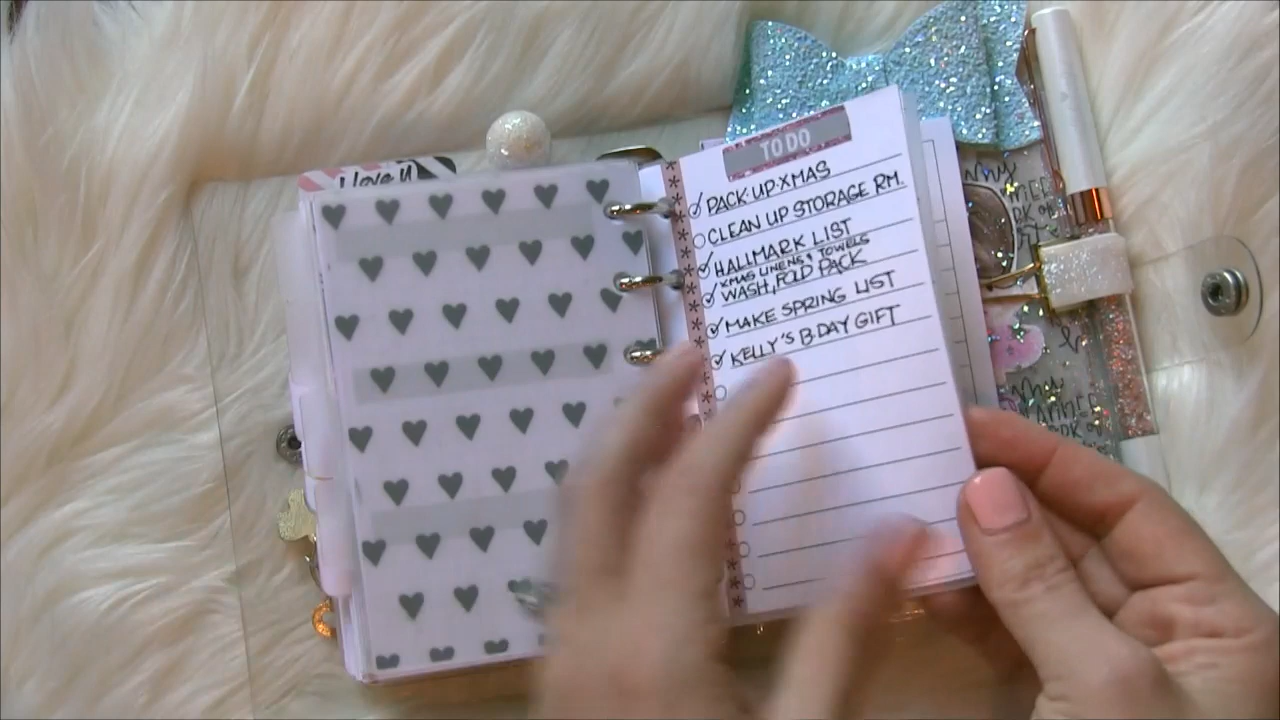 I love u
TO DO
PACK·UP·XMAS
CLEAN UP STORAGE RM.
HALLMARK LIST
XMAS LINENS & TOWELS
WASH, FOLD PACK
MAKE SPRING LIST
KELLY'S B·DAY GIFT